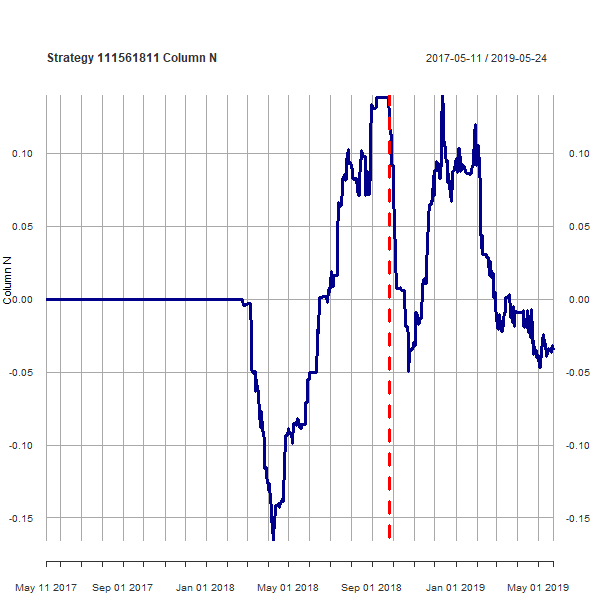 Strategy 111561811 Column N
2017-05-11 / 2019-05-24
0.10
0.05
0.00
-0.05
-0.10
-0.15
Column N
0.10
0.05
0.00
-0.05
-0.10
-0.15
May 11 2017
Sep 01 2017
Jan 01 2018
May 01 2018
Sep 01 2018
Jan 01 2019
May 01 2019